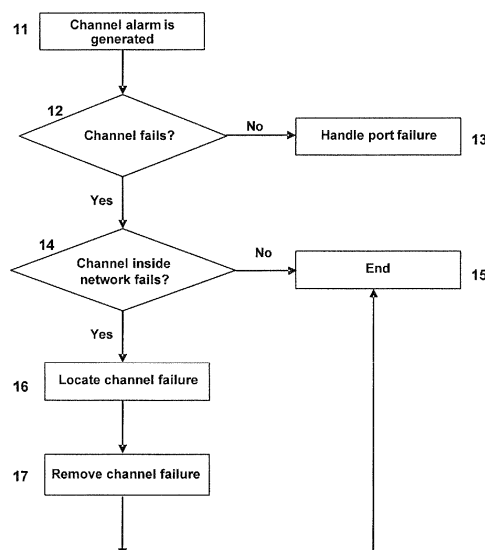 11
Channel alarm is
generated
12
Channel fails?
No
Handle port failure
13
Yes
14
Channel inside
network fails?
No
End
15
Yes
16
Locate channel failure
17
Remove channel failure